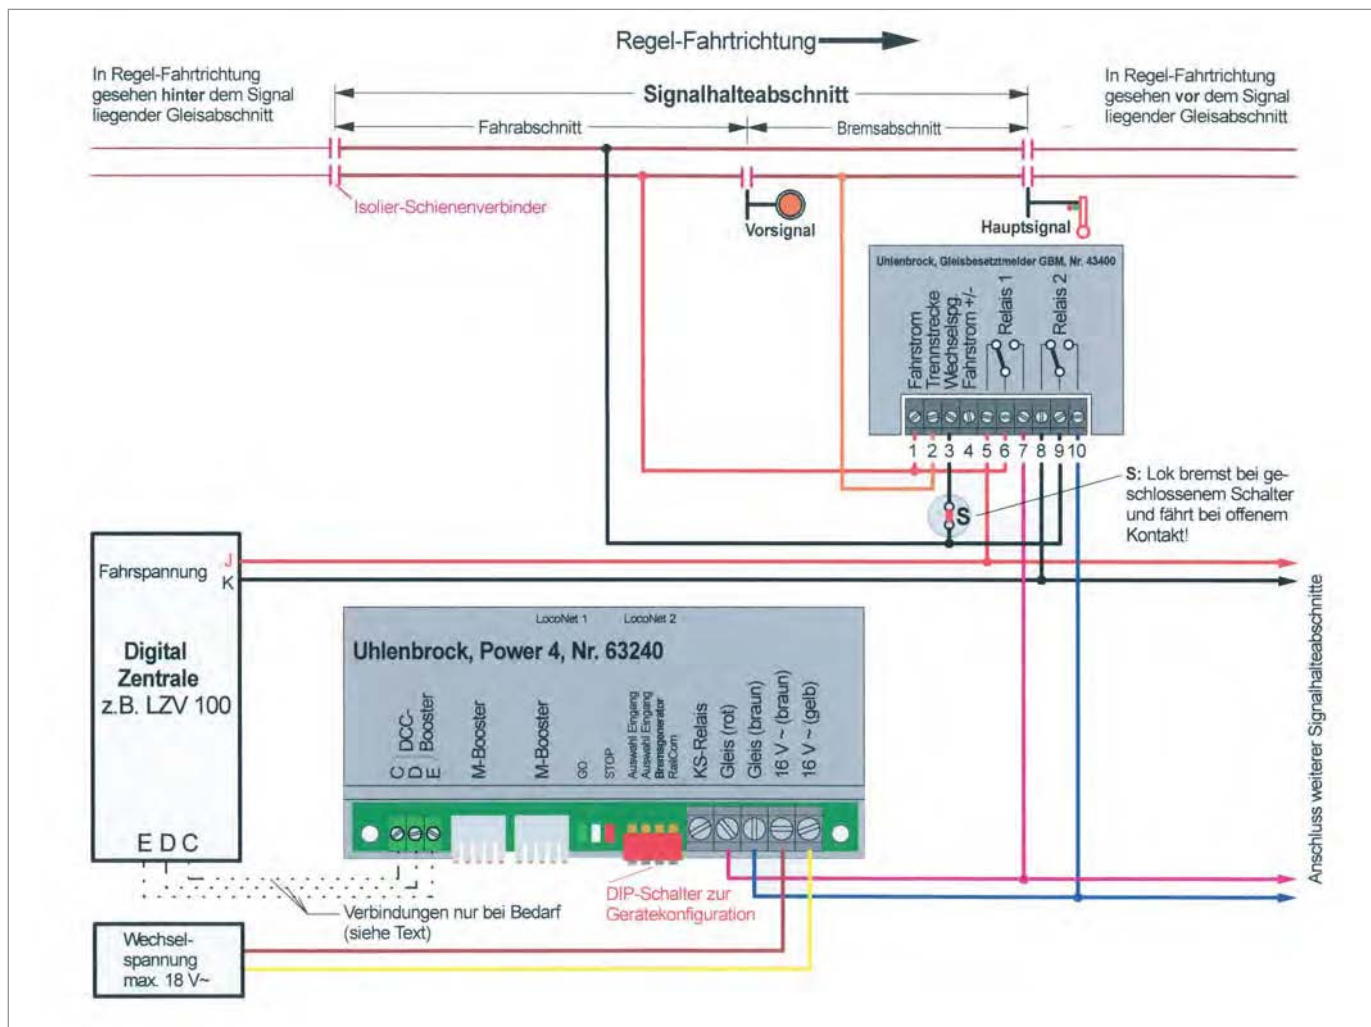 Regel-Fahrtrichtung
In Regel-Fahrtrichtung
gesehen hinter dem Signal
liegender Gleisabschnitt
Signalhalteabschnitt
In Regel-Fahrtrichtung
gesehen vor dem Signal
liegender Gleisabschnitt
Fahrabschnitt
Bremsabschnitt
Isolier-Schienenverbinder
Vorsignal
Hauptsignal
Uhlenbrock, Gleisbesetztmelder GBM, Nr. 43400
Fahrstrom
Trennstrecke
Wechselspg.
Fahrstrom +/-
Relais 1
Relais 2
1 2 3 4 5 6 7 8 9 10
S
S: Lok bremst bei ge-
schlossenem Schalter
und fährt bei offenem
Kontakt!
Fahrspannung
J
K
Digital
Zentrale
z.B. LZV 100
E D C
LocoNet 1
LocoNet 2
Uhlenbrock, Power 4, Nr. 63240
C
D
E
DCC-
Booster
M-Booster
M-Booster
GO
STOP
Auswahl Eingang
Auswahl Eingang
Bremsgenerator
RailCom
KS-Relais
Gleis (rot)
Gleis (braun)
16 V ~ (braun)
16 V ~ (gelb)
Anschluss weiterer Signalhalteabschnitte
DIP-Schalter zur
Gerätekonfiguration
Verbindungen nur bei Bedarf
(siehe Text)
Wechsel-
spannung
max. 18 V~